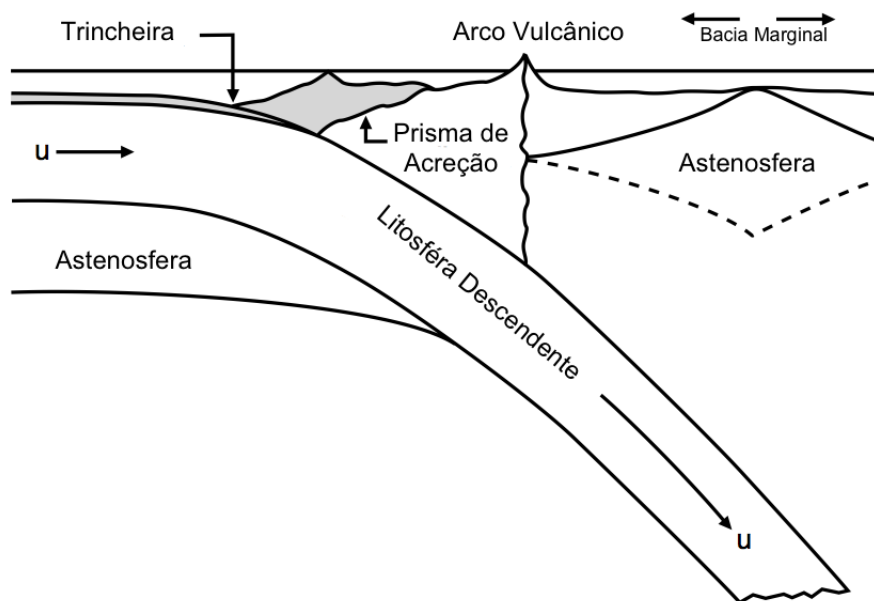 Trincheira
Arco Vulcânico
Bacia Marginal
Prisma de
Acreção
u
Astenosfera
Astenosfera
Litosféra Descendente
u